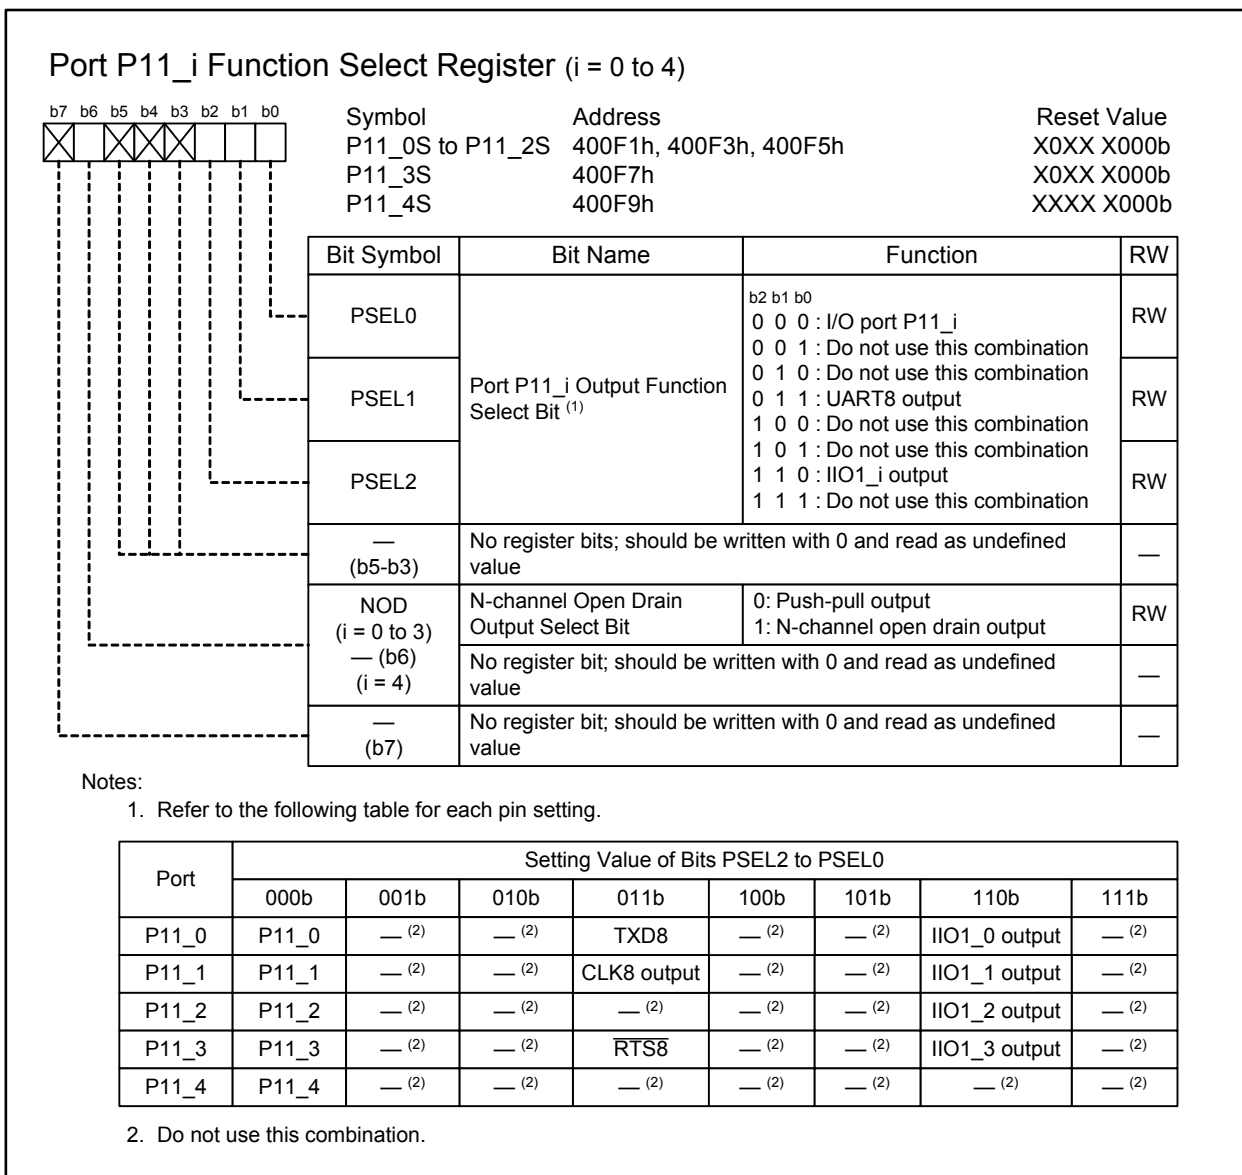 Port P11_i Function Select Register (i = 0 to 4)
b7 b6 b5 b4 b3 b2 b1 b0
Symbol Address Reset Value
P11_0S to P11_2S 400F1h, 400F3h, 400F5h X0XX X000b
P11_3S 400F7h X0XX X000b
P11_4S 400F9h XXXX X000b
Bit Symbol Bit Name Function RW
PSEL0 RW
PSEL1 RW
PSEL2 RW
Port P11_i Output Function
Select Bit (1)
b2 b1 b0
0 0 0 : I/O port P11_i
0 0 1 : Do not use this combination
0 1 0 : Do not use this combination
0 1 1 : UART8 output
1 0 0 : Do not use this combination
1 0 1 : Do not use this combination
1 1 0 : IIO1_i output
1 1 1 : Do not use this combination
— (b5-b3) No register bits; should be written with 0 and read as undefined
value —
NOD
(i = 0 to 3)
— (b6)
(i = 4)
N-channel Open Drain
Output Select Bit
0: Push-pull output
1: N-channel open drain output
RW
No register bit; should be written with 0 and read as undefined
value —
— (b7) No register bit; should be written with 0 and read as undefined
value —
Notes:
1. Refer to the following table for each pin setting.
Port Setting Value of Bits PSEL2 to PSEL0
000b 001b 010b 011b 100b 101b 110b 111b
P11_0 P11_0 — (2) — (2) TXD8 — (2) — (2) IIO1_0 output — (2)
P11_1 P11_1 — (2) — (2) CLK8 output — (2) — (2) IIO1_1 output — (2)
P11_2 P11_2 — (2) — (2) — (2) — (2) — (2) IIO1_2 output — (2)
P11_3 P11_3 — (2) — (2) R̅T̅S̅8̅ — (2) — (2) IIO1_3 output — (2)
P11_4 P11_4 — (2) — (2) — (2) — (2) — (2) — (2) — (2)
2. Do not use this combination.